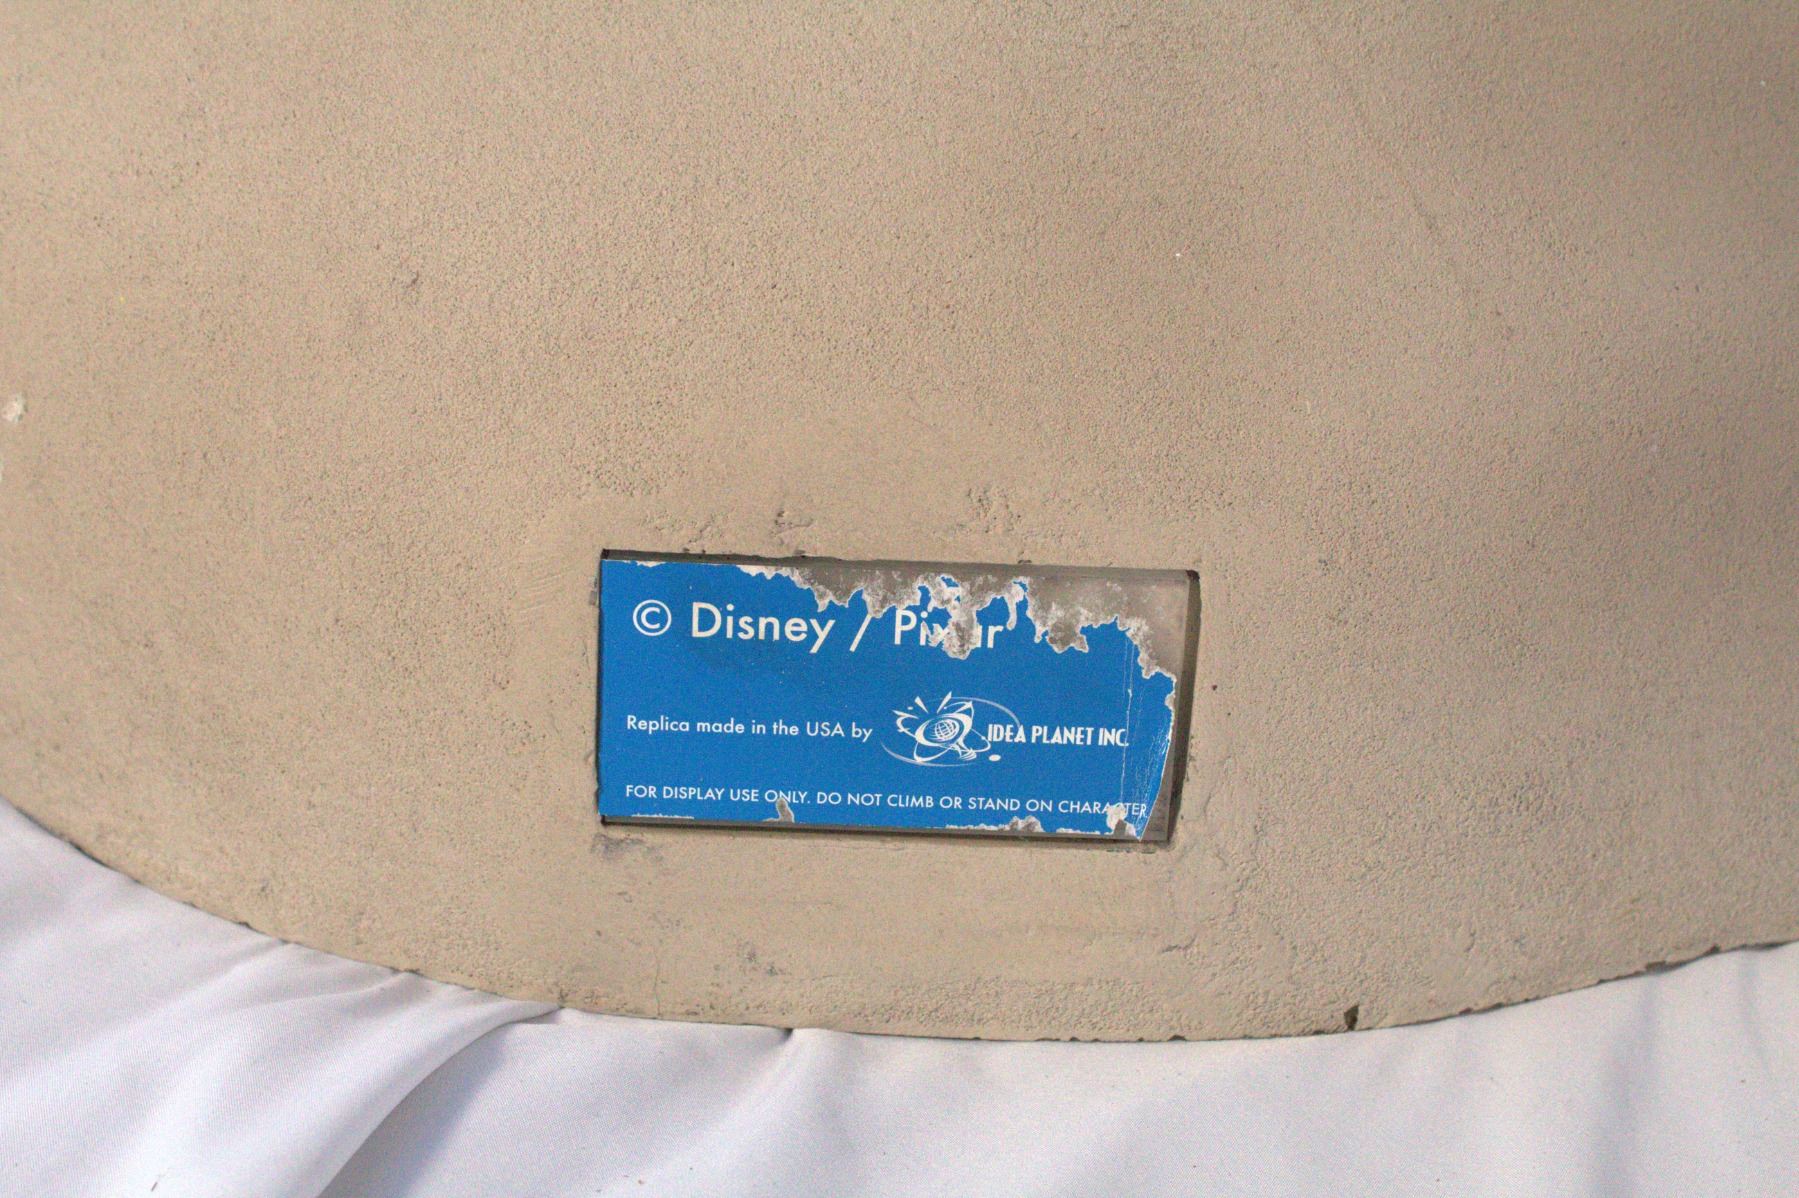 © Disney / Pixar
Replica made in the USA by IDEA PLANET INC.
FOR DISPLAY USE ONLY. DO NOT CLIMB OR STAND ON CHARACTER